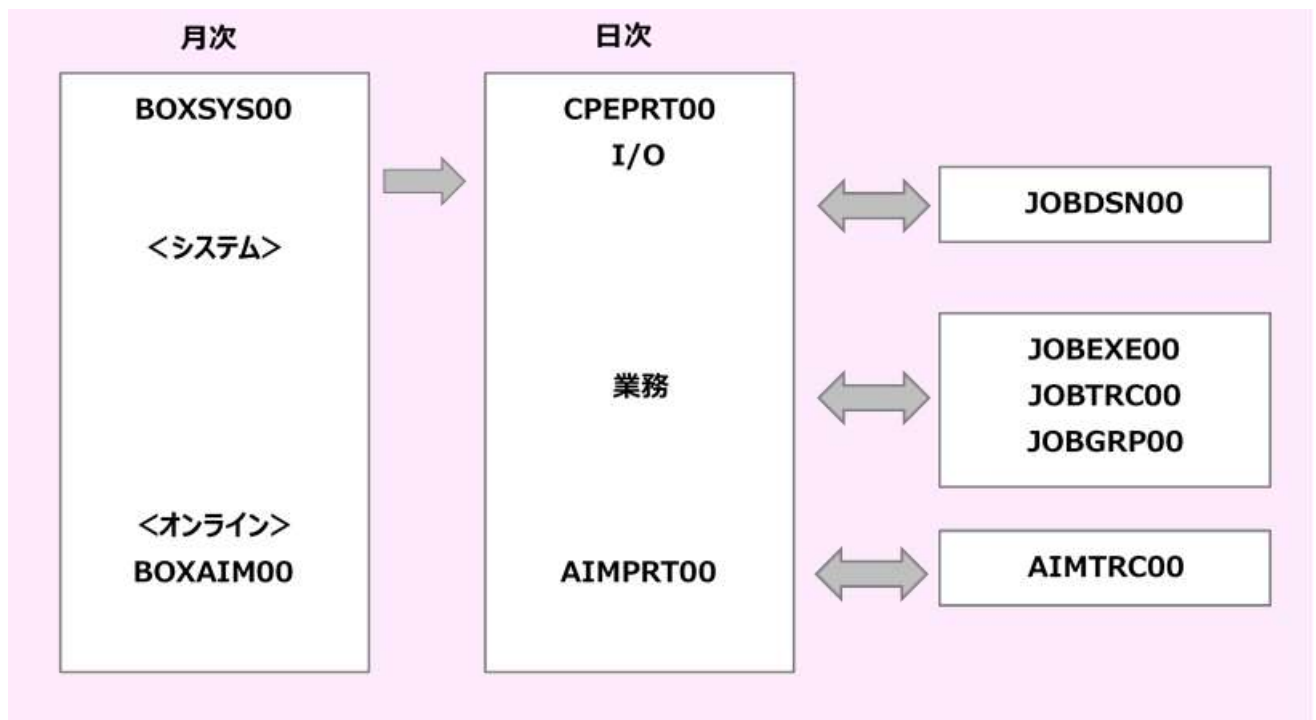 月次
BOXSYS00
<システム>
<オンライン>
BOXAIM00
日次
CPEPRT00
I/O
業務
AIMPRT00
JOBDSN00
JOBEXE00
JOBTRC00
JOBGRP00
AIMTRC00